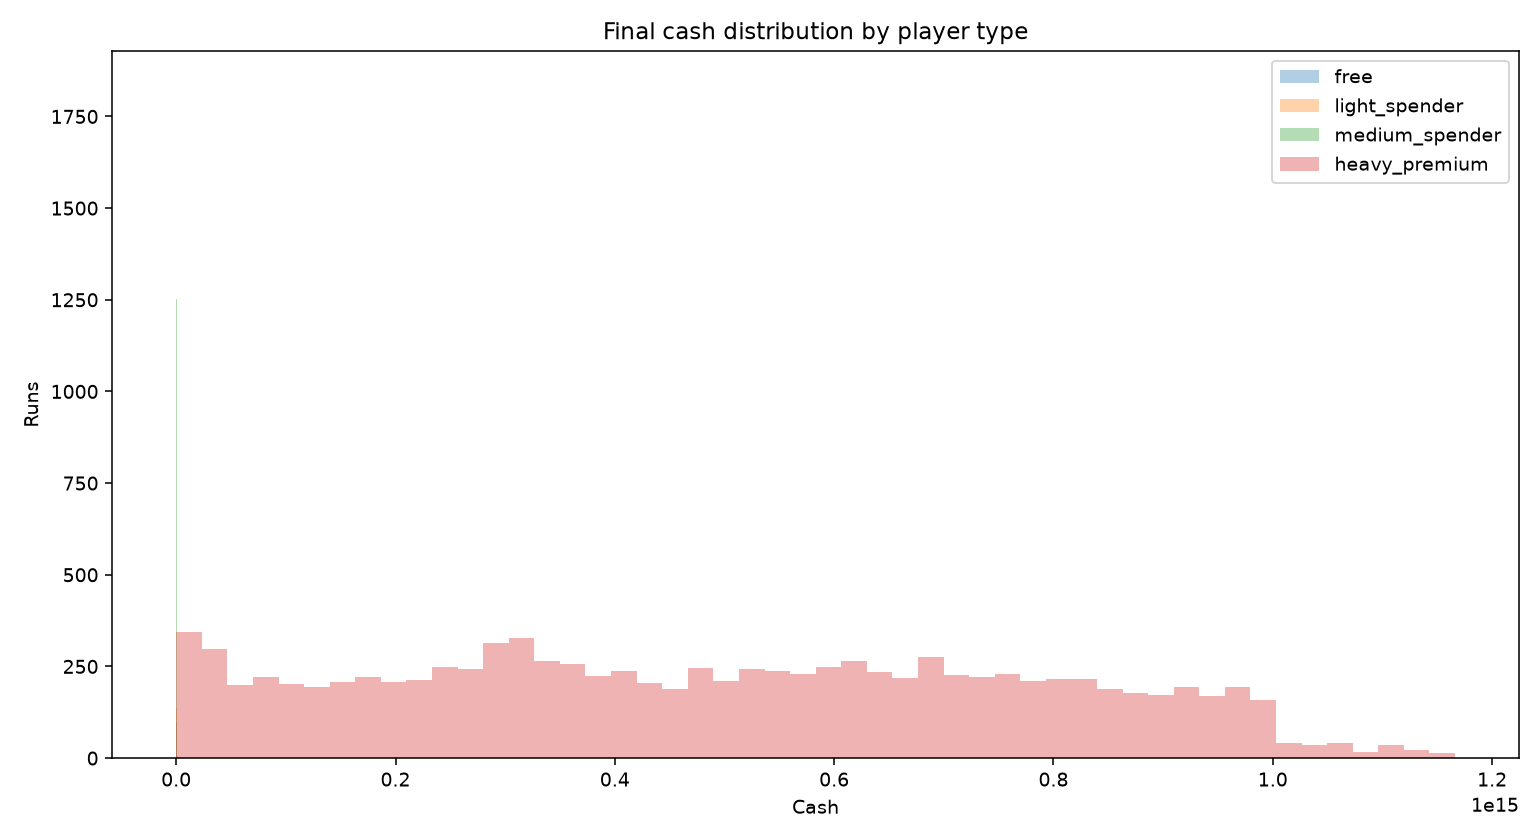 Final cash distribution by player type
free
light_spender
medium_spender
heavy_premium
1750
1500
1250
1000
750
500
250
0
Runs
0.0 0.2 0.4 0.6 0.8 1.0 1.2
1e15
Cash